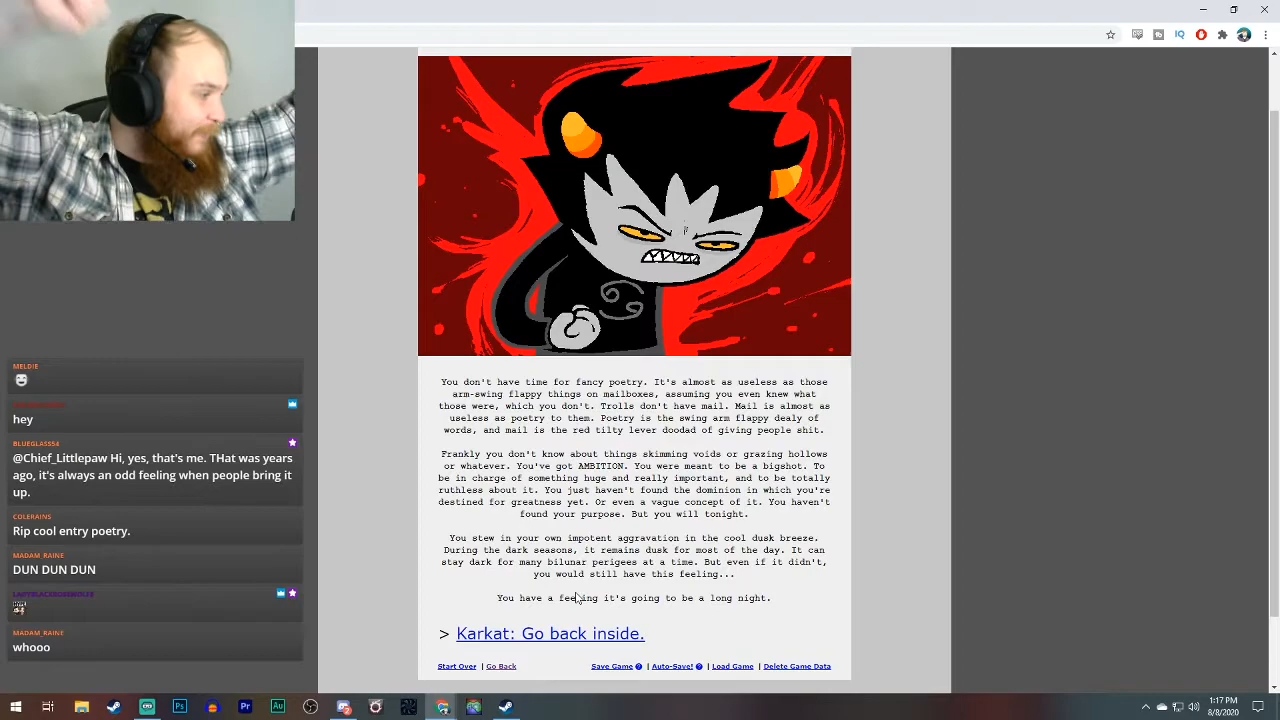 MELDIE
hey
BLUEGLASS54
@Chief_Littlepaw Hi, yes, that's me. THat was years
ago, it's always an odd feeling when people bring it
up.
COLERAINS
Rip cool entry poetry.
MADAM_RAINE
DUN DUN DUN
MADAM_RAINE
whooo
You don't have time for fancy poetry. It's almost as useless as those
arm-swing flappy things on mailboxes, assuming you even knew what
those were, which you don't. Trolls don't have mail. Mail is almost as
useless as poetry to them. Poetry is the swing arm flappy dealy of
words, and mail is the red tilty lever doodad of giving people shit.
Frankly you don't know about things skimming voids or grazing hollows
or whatever. You've got AMBITION. You were meant to be a bigshot. To
be in charge of something huge and really important, and to be totally
ruthless about it. You just haven't found the dominion in which you're
destined for greatness yet. Or even a vague concept of it. You haven't
found your purpose. But you will tonight.
You stew in your own impotent aggravation in the cool dusk breeze.
During the dark seasons, it remains dusk for most of the day. It can
stay dark for many bilunar perigees at a time. But even if it didn't,
you would still have this feeling...
You have a feeling it's going to be a long night.
> Karkat: Go back inside.
Start Over | Go Back Save Game ? | Auto-Save! ? | Load Game | Delete Game Data
1:17 PM
8/8/2020